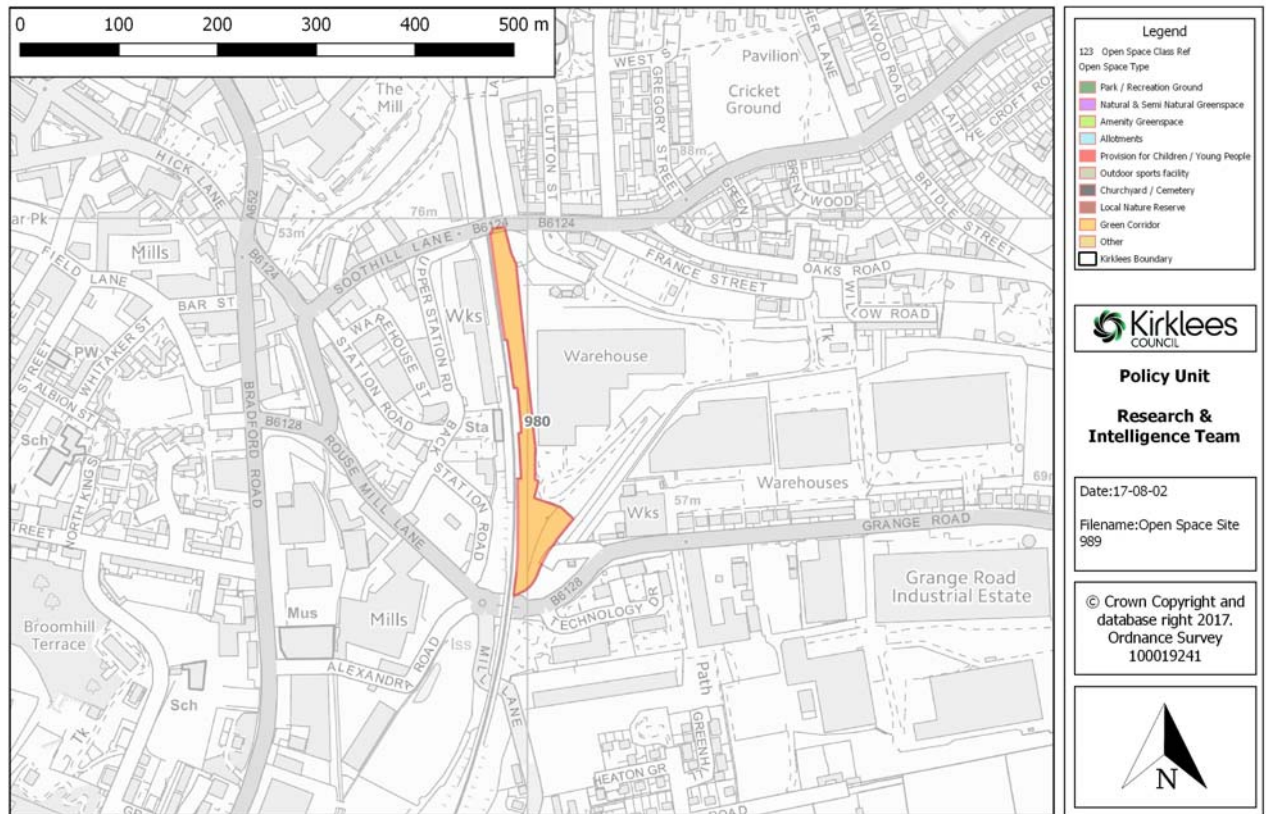 0 100 200 300 400 500 m
The Mill
WEST ST
GREGORY STREET
Pavilion
Cricket Ground
88m
CLUTTON ST
HICK LANE
A652
53m
76m
B6124
B6124
B6124
SOOTHILL LANE
GREEN
WOOD
BRIDLE STREET
OAKWOOD ROAD
FRANCE STREET
OAKS ROAD
Mills
FIELD LANE
BAR ST
WHITAKER ST
PW
STREET
ALBION ST
Sch
NORTH KING S
BRADFORD ROAD
B6128
ROUSE MILL LANE
STATION ROAD
WAREHOUSE ST
UPPER STATION RD
BACK STATION ROAD
Wks
Sta
Warehouse
980
Tk
57m
Wks
Warehouses
69m
GRANGE ROAD
B6128
TECHNOLOGY DR
Grange Road
Industrial Estate
STREET
Broomhill
Terrace
Mus
Mills
ALEXANDRA ROAD
Iss
MILL LANE
Sch
Tk
Path
GREENH
HEATON GR
ROAD
Legend
123 Open Space Class Ref
Open Space Type
Park / Recreation Ground
Natural & Semi Natural Greenspace
Amenity Greenspace
Allotments
Provision for Children / Young People
Outdoor sports facility
Churchyard / Cemetery
Local Nature Reserve
Green Corridor
Other
Kirklees Boundary
Kirklees
COUNCIL
Policy Unit
Research &
Intelligence Team
Date:17-08-02
Filename:Open Space Site
989
© Crown Copyright and
database right 2017.
Ordnance Survey
100019241
N